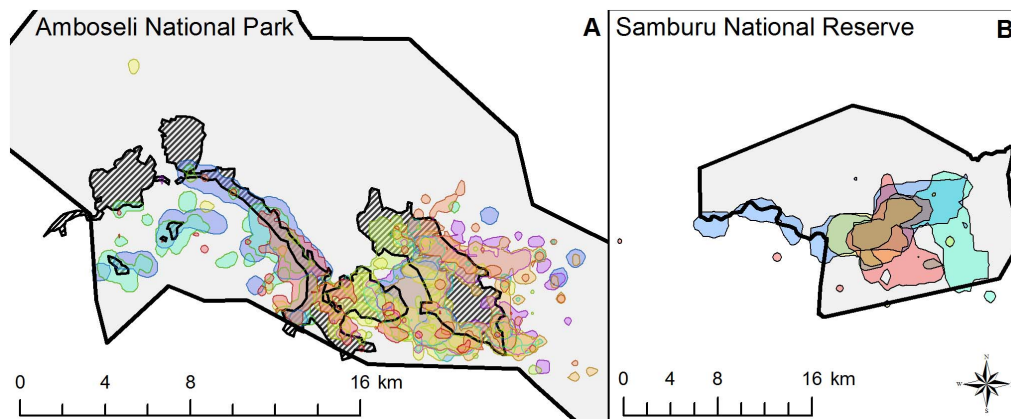 Amboseli National Park
A
Samburu National Reserve
B
0 4 8 16 km
0 4 8 16 km
N
W E
S